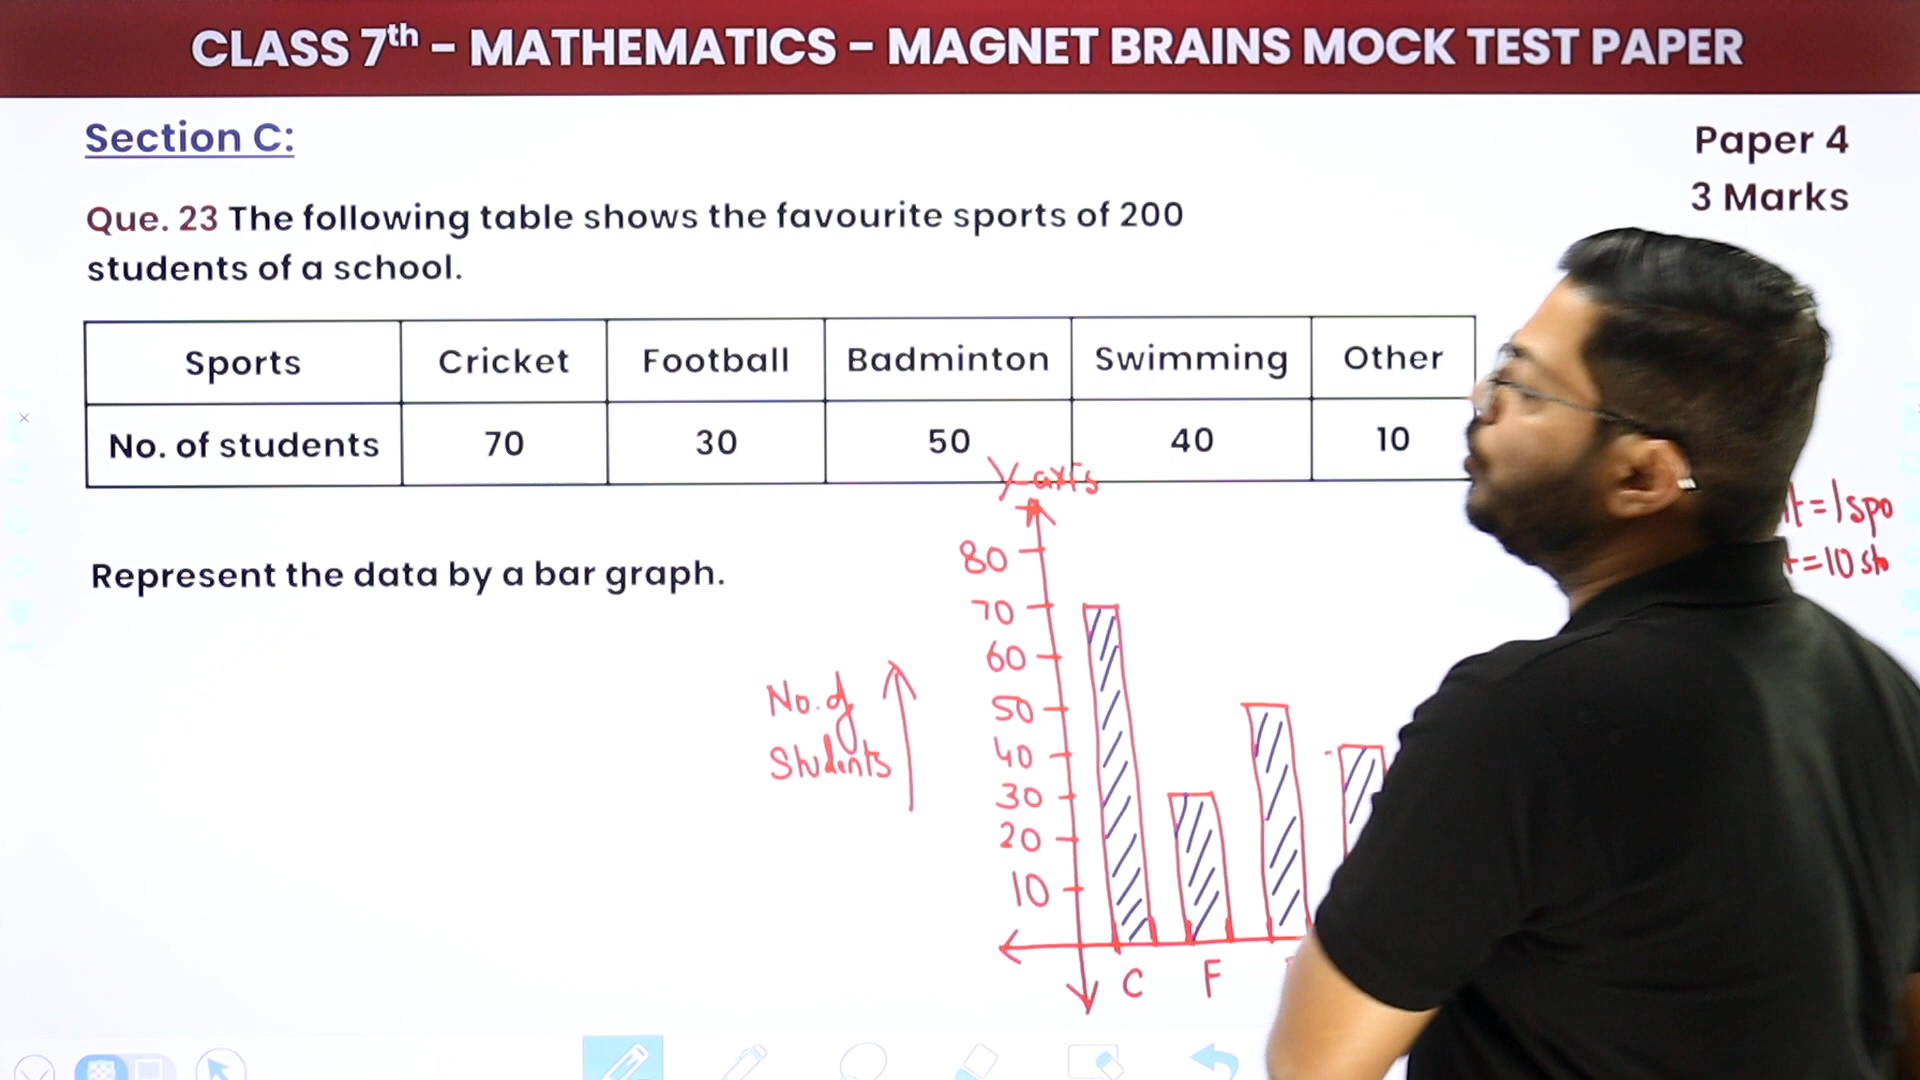 CLASS 7th – MATHEMATICS – MAGNET BRAINS MOCK TEST PAPER
Section C:
Paper 4
3 Marks
Que. 23 The following table shows the favourite sports of 200
students of a school.
Sports Cricket Football Badminton Swimming Other
No. of students 70 30 50 40 10
Y-axis
t=1spo
t=10 stu
Represent the data by a bar graph.
80
70
60
50
40
30
20
10
No. of
Students
C F